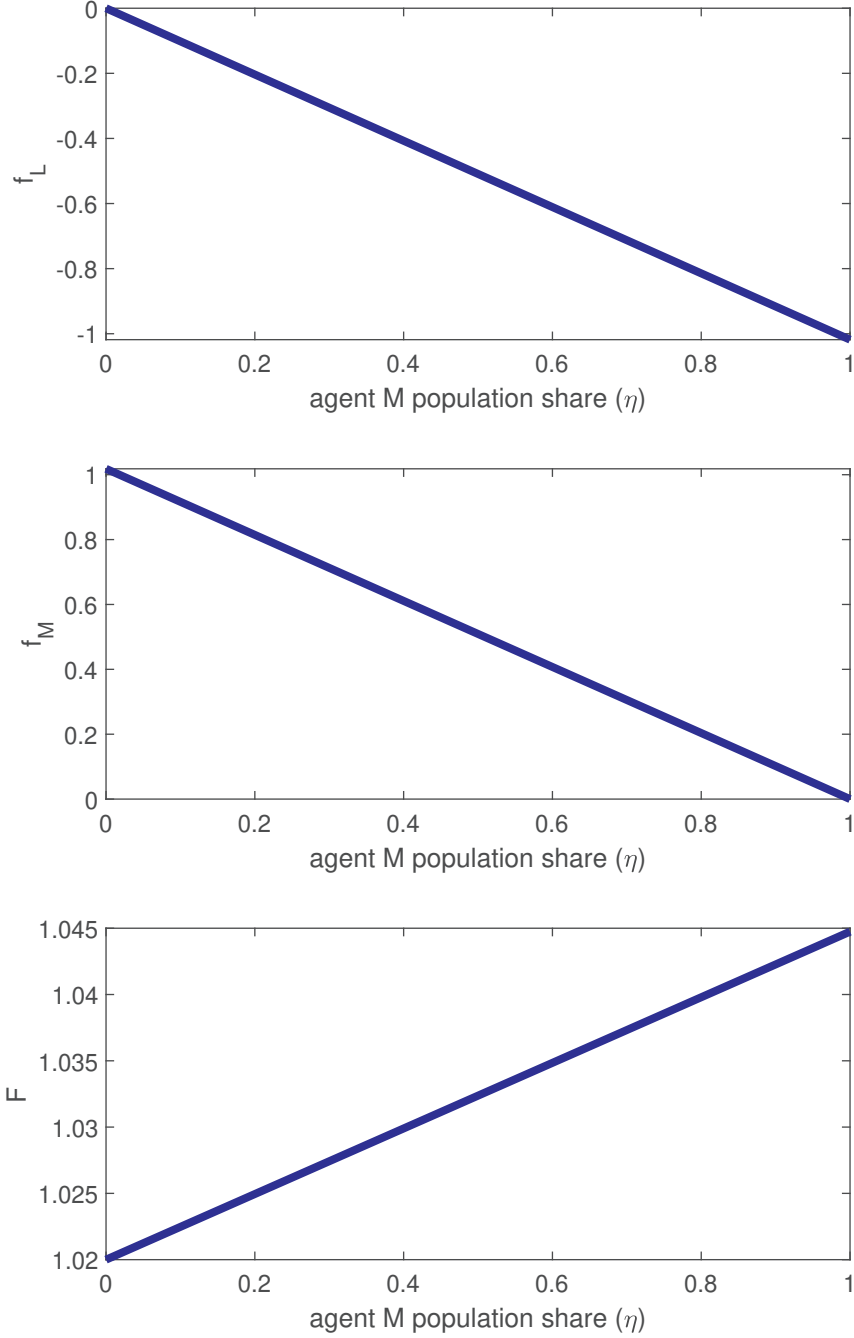 0
-0.2
-0.4
f_L
-0.6
-0.8
-1
0 0.2 0.4 0.6 0.8 1
agent M population share (η)
1
0.8
0.6
f_M
0.4
0.2
0
0 0.2 0.4 0.6 0.8 1
agent M population share (η)
1.045
1.04
1.035
F
1.03
1.025
1.02
0 0.2 0.4 0.6 0.8 1
agent M population share (η)